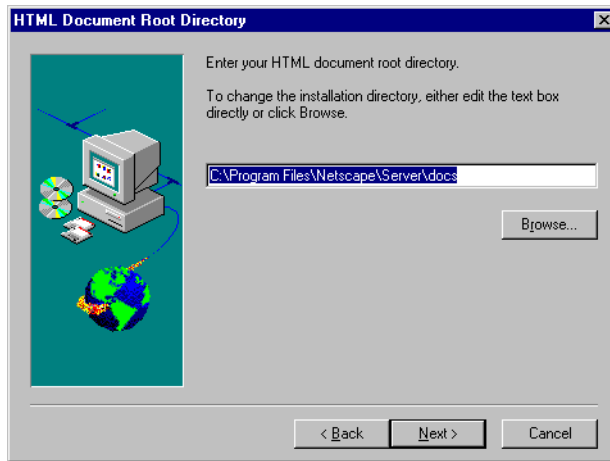 HTML Document Root Directory
Enter your HTML document root directory.
To change the installation directory, either edit the text box
directly or click Browse.
C:\Program Files\Netscape\Server\docs
Browse...
< Back
Next >
Cancel